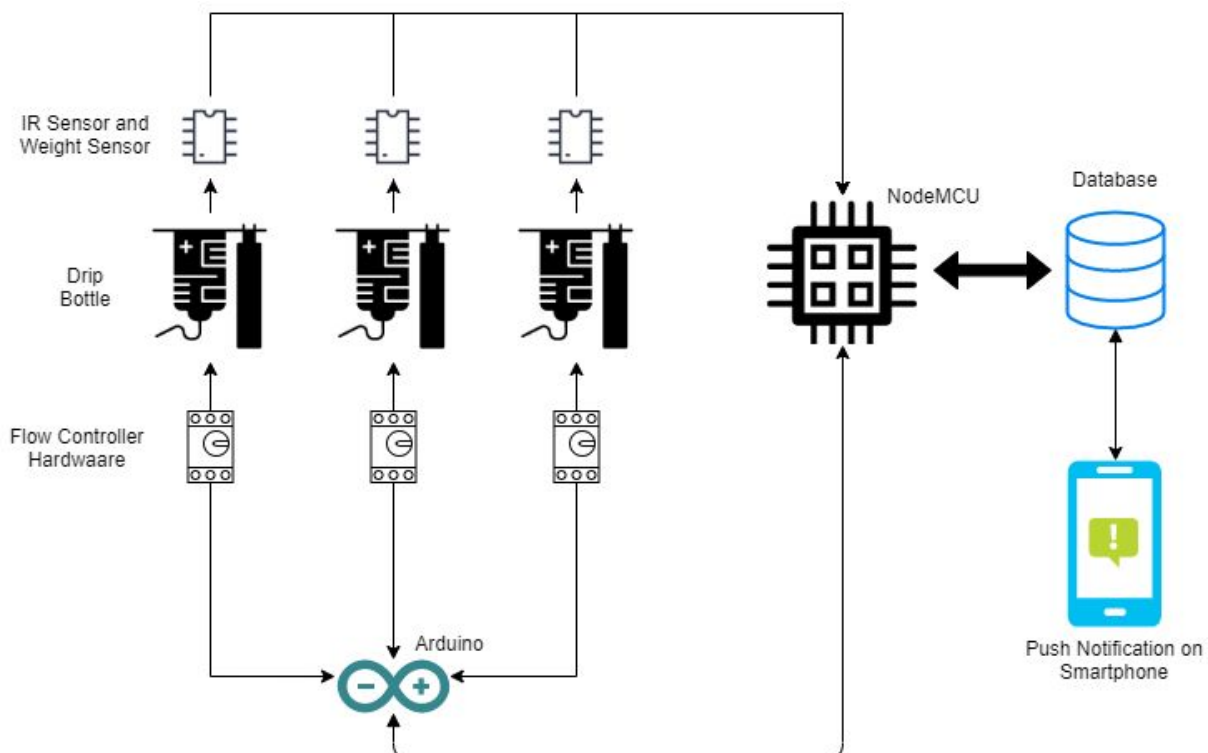 IR Sensor and
Weight Sensor
Drip
Bottle
Flow Controller
Hardwaare
Arduino
NodeMCU
Database
Push Notification on
Smartphone